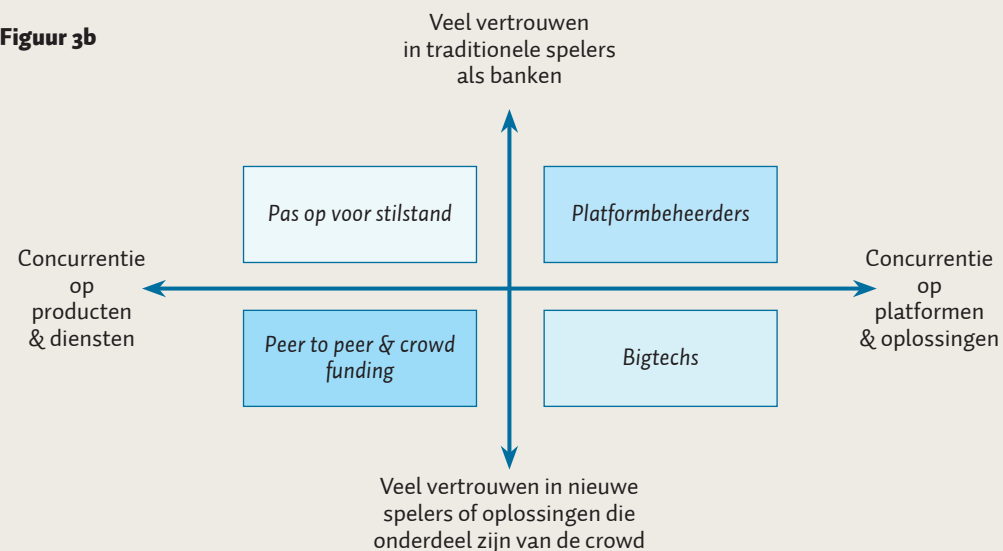 Figuur 3b
Veel vertrouwen
in traditionele spelers
als banken
Pas op voor stilstand
Platformbeheerders
Concurrentie
op
producten
& diensten
Concurrentie
op
platformen
& oplossingen
Peer to peer & crowd
funding
Bigtechs
Veel vertrouwen in nieuwe
spelers of oplossingen die
onderdeel zijn van de crowd